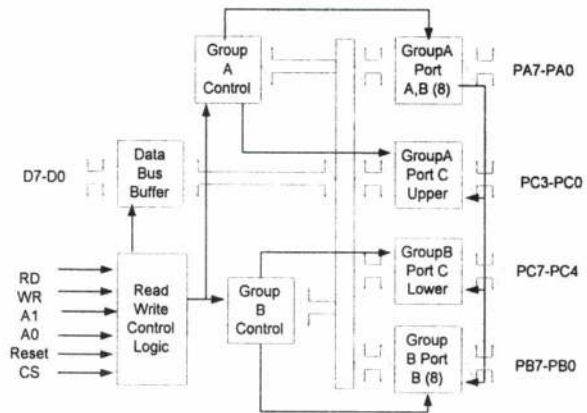 Group
A
Control
GroupA
Port
A,B (8)
PA7-PA0
D7-D0
Data
Bus
Buffer
GroupA
Port C
Upper
PC3-PC0
RD
WR
A1
A0
Reset
CS
Read
Write
Control
Logic
Group
B
Control
GroupB
Port C
Lower
PC7-PC4
Group
B Port
B (8)
PB7-PB0